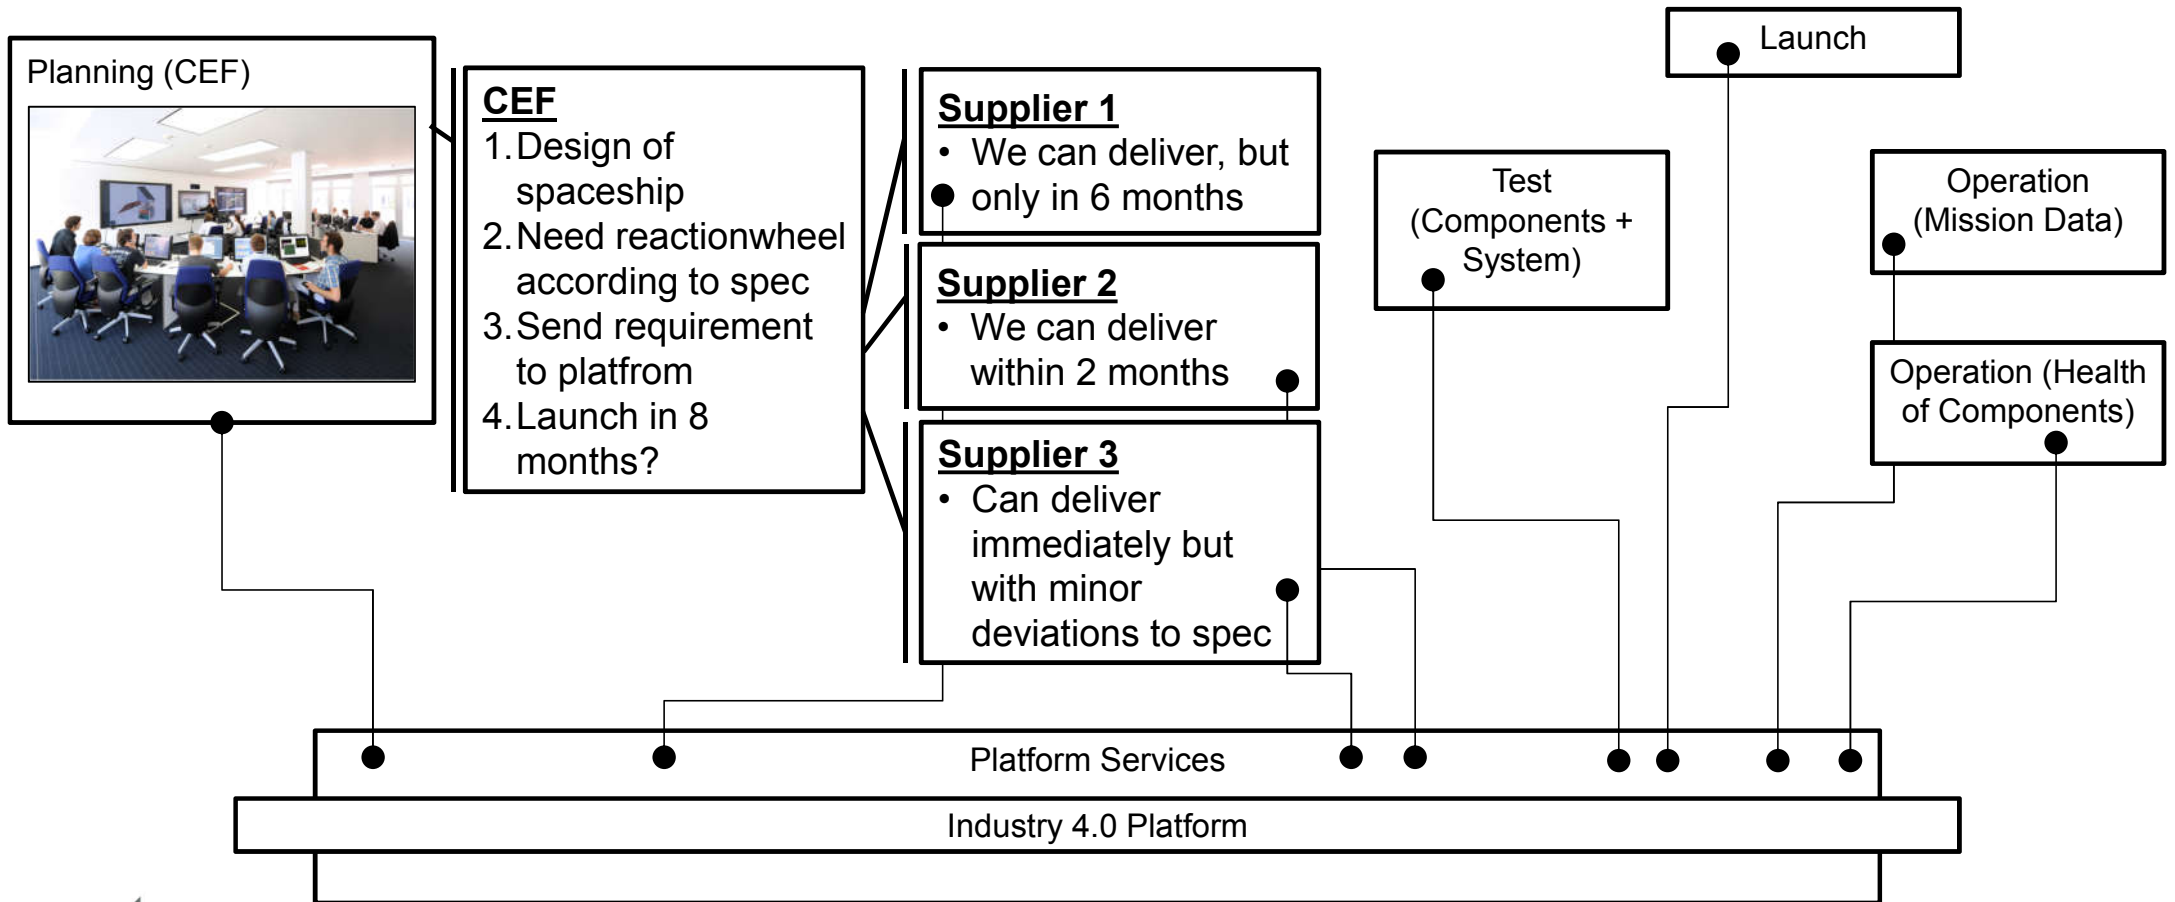 Planning (CEF)
CEF
1. Design of
spaceship
2. Need reactionwheel
according to spec
3. Send requirement
to platfrom
4. Launch in 8
months?
Supplier 1
• We can deliver, but
only in 6 months
Supplier 2
• We can deliver
within 2 months
Supplier 3
• Can deliver
immediately but
with minor
deviations to spec
Test
(Components +
System)
Launch
Operation
(Mission Data)
Operation (Health
of Components)
Platform Services
Industry 4.0 Platform